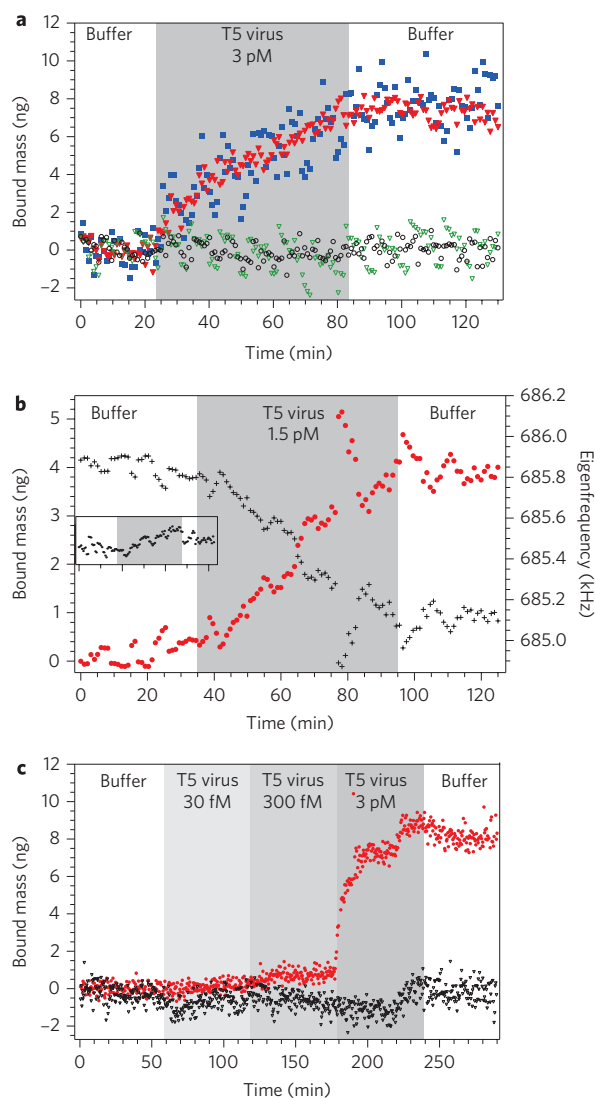 a
Buffer
T5 virus
3 pM
Buffer
12
10
8
6
4
2
0
−2
Bound mass (ng)
0 20 40 60 80 100 120
Time (min)
b
Buffer
T5 virus
1.5 pM
Buffer
5
4
3
2
1
0
Bound mass (ng)
686.2
686.0
685.8
685.6
685.4
685.2
685.0
Eigenfrequency (kHz)
0 20 40 60 80 100 120
Time (min)
c
Buffer
T5 virus
30 fM
T5 virus
300 fM
T5 virus
3 pM
Buffer
12
10
8
6
4
2
0
−2
Bound mass (ng)
0 50 100 150 200 250
Time (min)